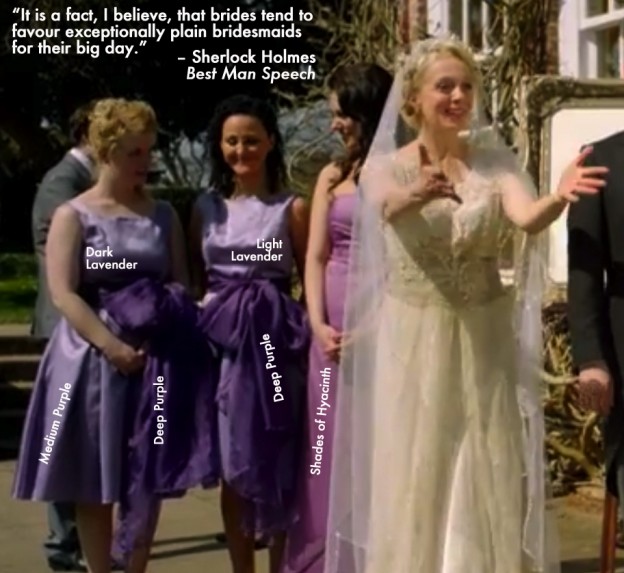 “It is a fact, I believe, that brides tend to
favour exceptionally plain bridesmaids
for their big day.”
– Sherlock Holmes
Best Man Speech
Dark
Lavender
Light
Lavender
Medium Purple
Deep Purple
Deep Purple
Shades of Hyacinth